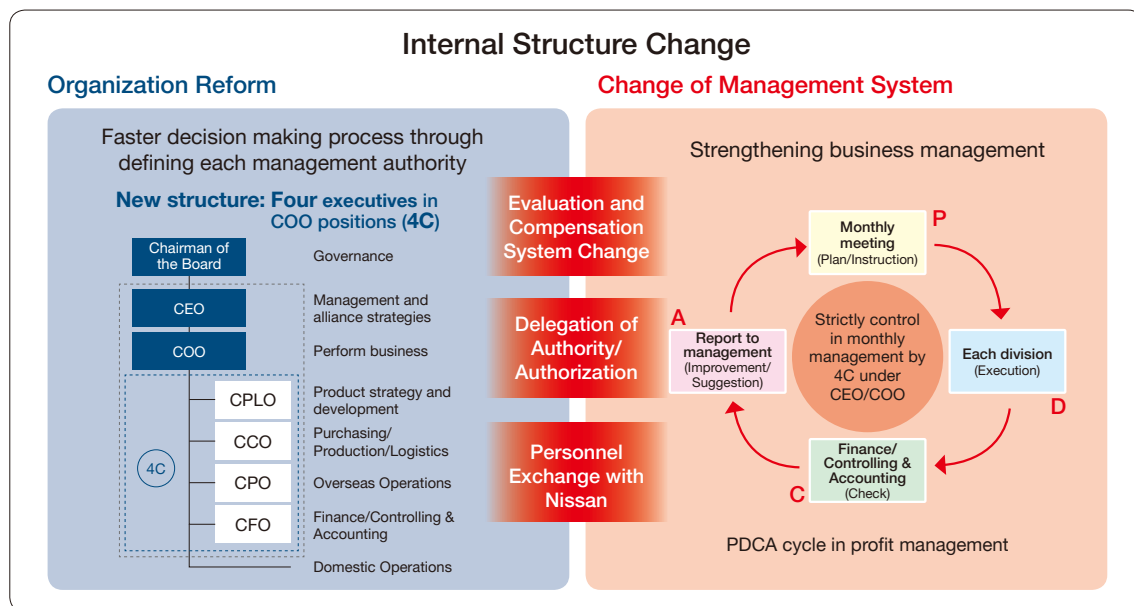 Internal Structure Change
Organization Reform
Faster decision making process through
defining each management authority
New structure: Four executives in
COO positions (4C)
Chairman of
the Board
Governance
CEO
Management and
alliance strategies
COO
Perform business
4C
CPLO
Product strategy and
development
CCO
Purchasing/
Production/Logistics
CPO
Overseas Operations
CFO
Finance/Controlling &
Accounting
Domestic Operations
Evaluation and
Compensation
System Change
Delegation of
Authority/
Authorization
Personnel
Exchange with
Nissan
Change of Management System
Strengthening business management
P
Monthly
meeting
(Plan/Instruction)
A
Report to
management
(Improvement/
Suggestion)
Strictly control
in monthly
management by
4C under
CEO/COO
Each division
(Execution)
D
Finance/
Controlling &
Accounting
(Check)
C
PDCA cycle in profit management